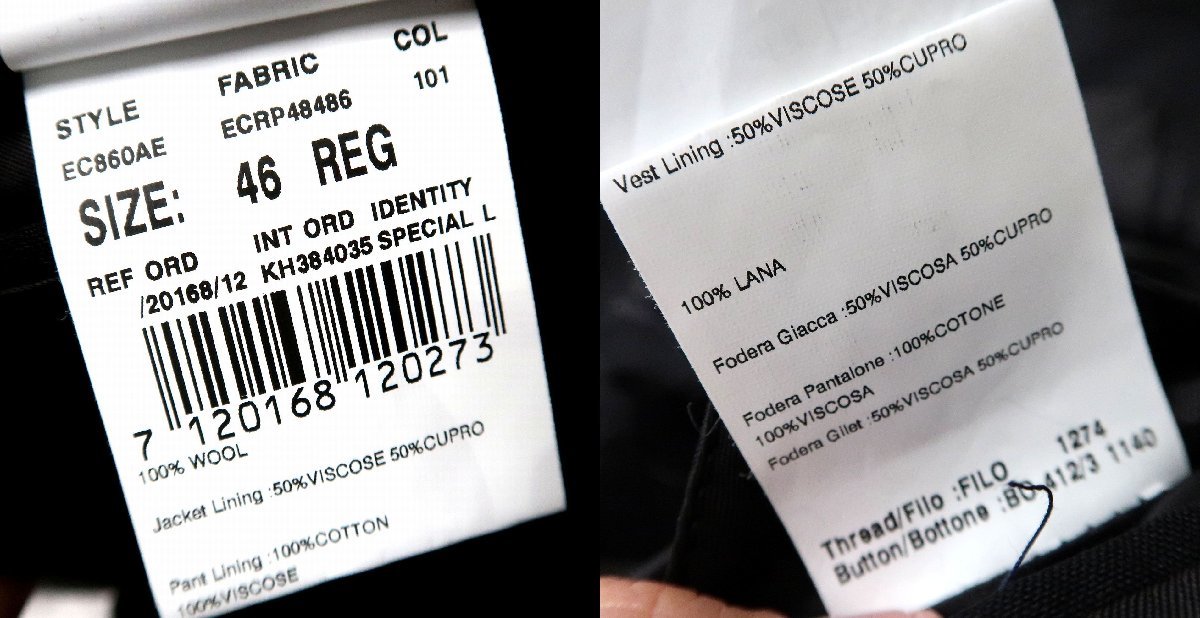 STYLE FABRIC COL
EC860AE ECRP48486 101
SIZE: 46 REG
REF ORD INT ORD IDENTITY
/20168/12 KH384035 SPECIAL L
7 120168 120273
100% WOOL
Jacket Lining :50%VISCOSE 50%CUPRO
Pant Lining :100%COTTON
100%VISCOSE
Vest Lining :50%VISCOSE 50%CUPRO
100% LANA
Fodera Giacca :50%VISCOSA 50%CUPRO
Fodera Pantalone :100%COTONE
100%VISCOSA
Fodera Gilet :50%VISCOSA 50%CUPRO
Thread/Filo :FILO 1274
Button/Bottone 412/3 1140